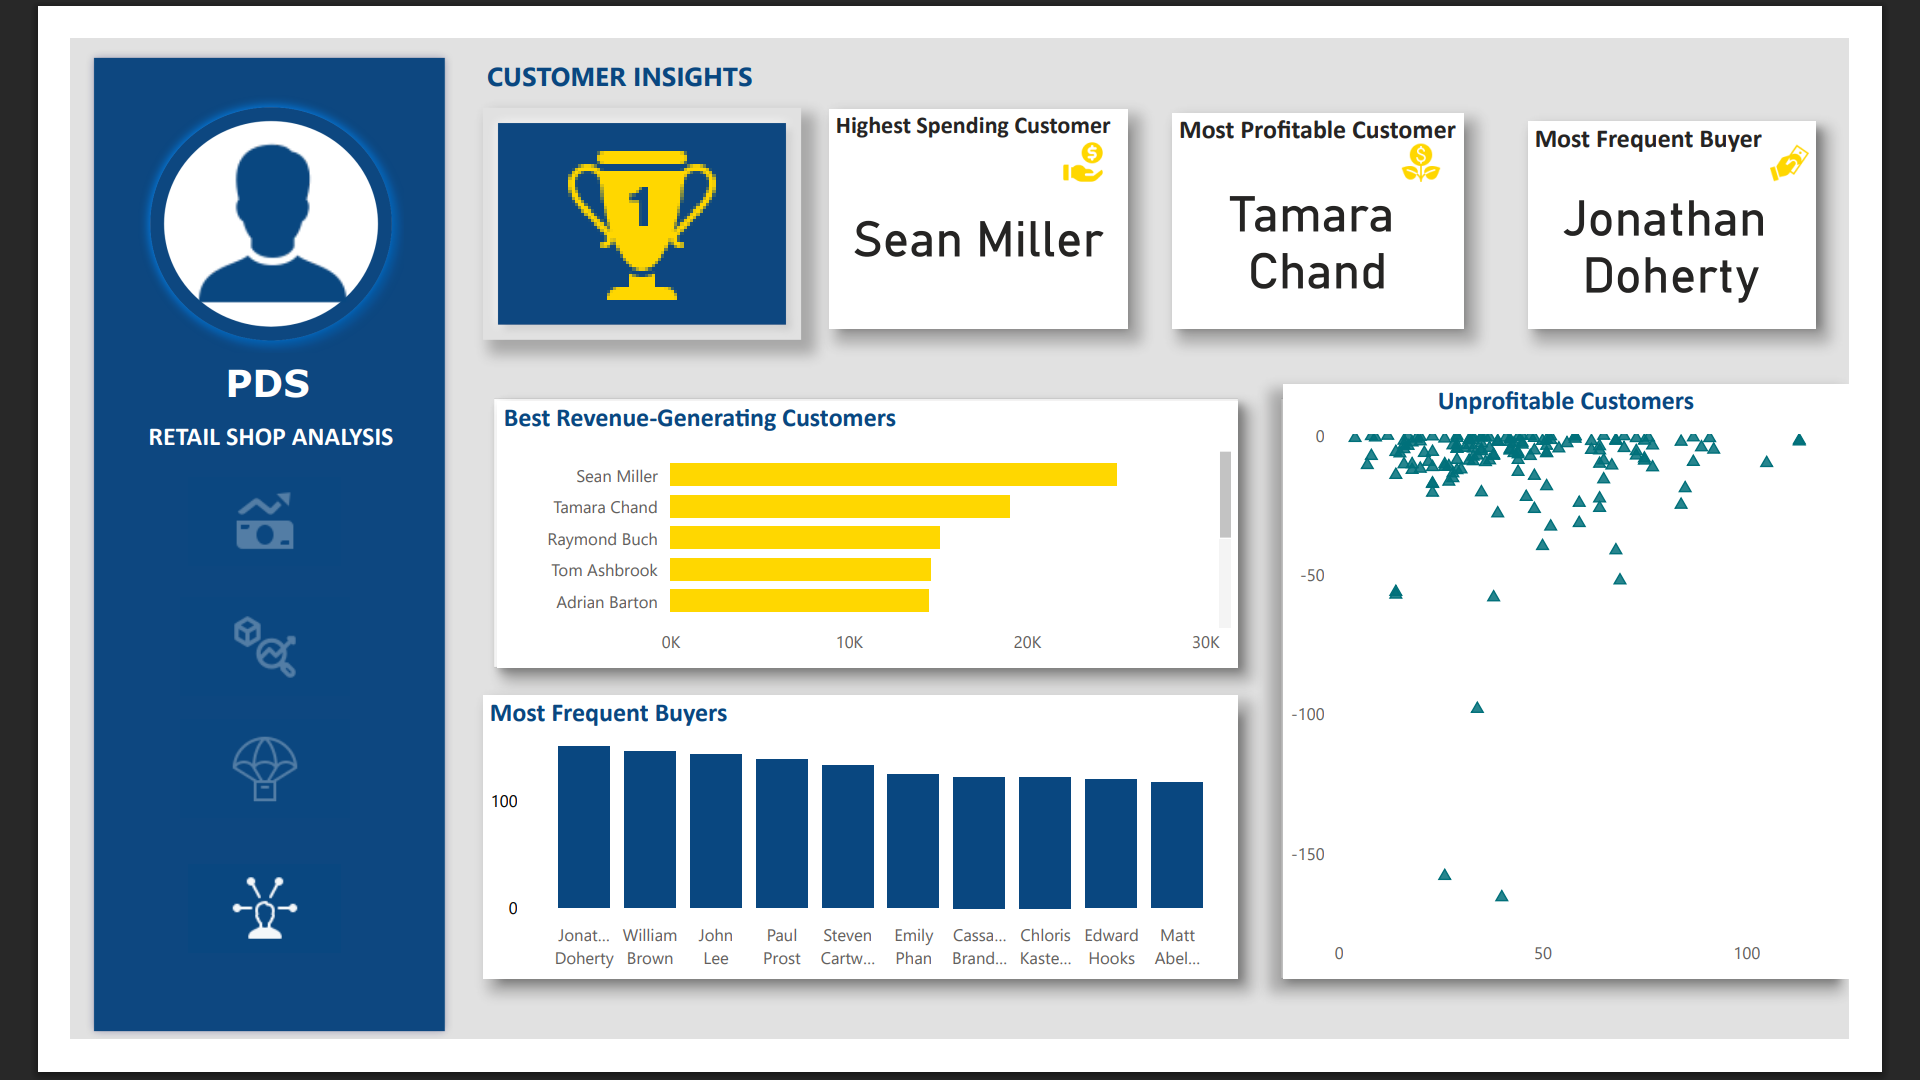 PDS
RETAIL SHOP ANALYSIS
CUSTOMER INSIGHTS
1
Highest Spending Customer
$
Sean Miller
Most Profitable Customer
$
Tamara
Chand
Most Frequent Buyer
Jonathan
Doherty
Best Revenue-Generating Customers
Sean Miller
Tamara Chand
Raymond Buch
Tom Ashbrook
Adrian Barton
0K 10K 20K 30K
Most Frequent Buyers
100
0
Jonat... William John Paul Steven Emily Cassa... Chloris Edward Matt
Doherty Brown Lee Prost Cartw... Phan Brand... Kaste... Hooks Abel...
Unprofitable Customers
0
-50
-100
-150
0 50 100